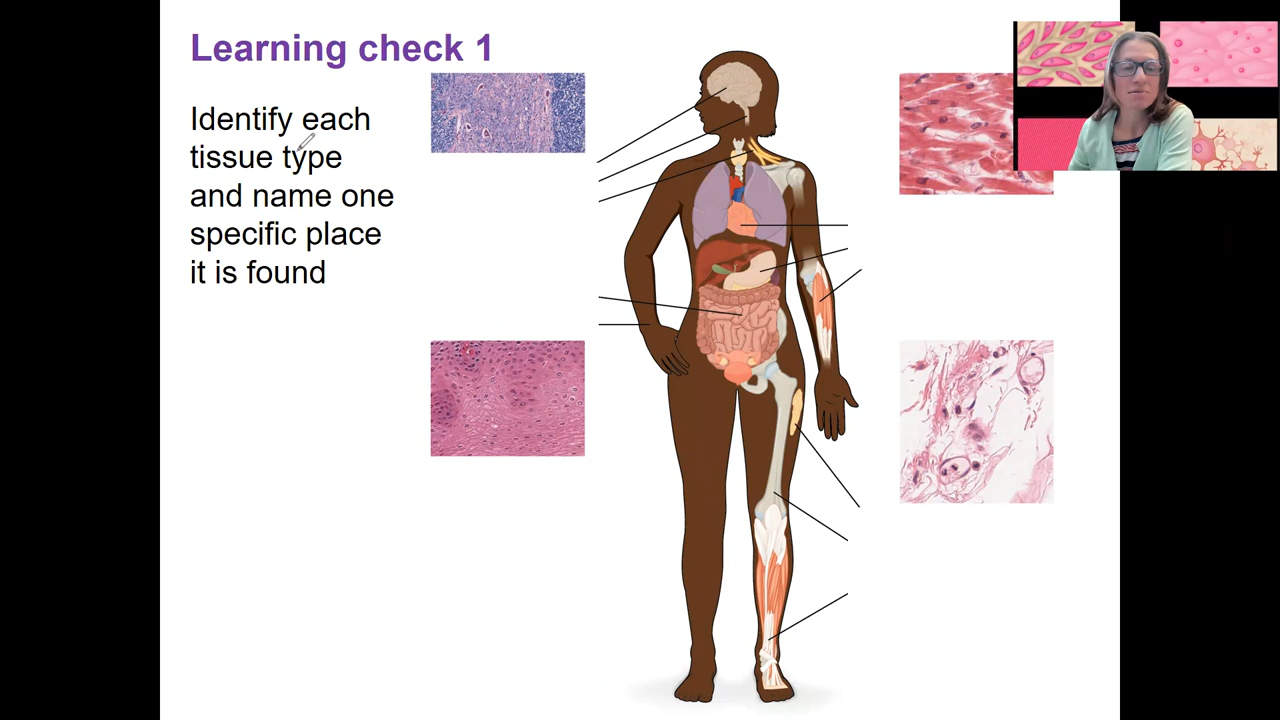 Learning check 1
Identify each
tissue type
and name one
specific place
it is found